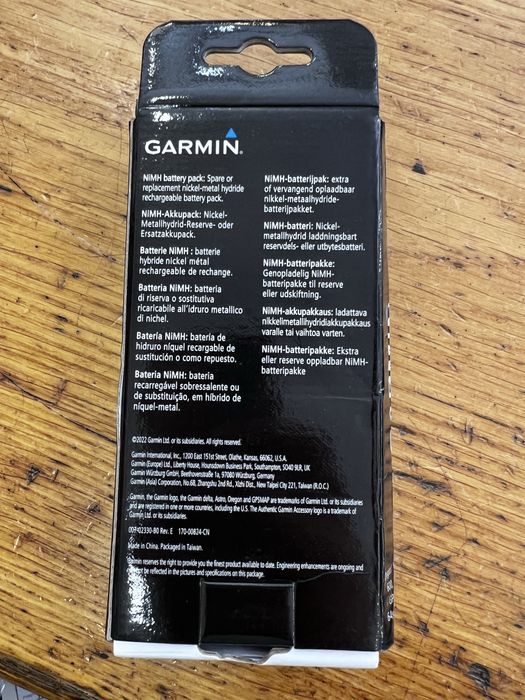 GARMIN.
NiMH battery pack: Spare or
replacement nickel-metal hydride
rechargeable battery pack.
NiMH-Akkupack: Nickel-
Metallhydrid-Reserve- oder
Ersatzakkupack.
Batterie NiMH : batterie
hybride nickel métal
rechargeable de rechange.
Batteria NiMH: batteria
di riserva o sostitutiva
ricaricabile all'idruro metallico
di nichel.
Batería NiMH: batería de
hidruro níquel recargable de
sustitución o como repuesto.
Bateria NiMH: bateria
recarregável sobressalente ou
de substituição, em híbrido de
níquel-metal.
NiMH-batterijpak: extra
of vervangend oplaadbaar
nikkel-metaalhydride-
batterijpakket.
NiMH-batteri: Nickel-
metallhydrid laddningsbart
reservdels- eller utbytesbatteri.
NiMH-batteripakke:
Genopladelig NiMH-
batteripakke til reserve
eller udskiftning.
NiMH-akkupakkaus: ladattava
nikkelimetallihydridiakkupakkaus
varalle tai vaihtoa varten.
NiMH-batteripakke: Ekstra
eller reserve oppladbar NiMH-
batteripakke
©2022 Garmin Ltd. or its subsidiaries. All rights reserved.
Garmin International, Inc., 1200 East 151st Street, Olathe, Kansas, 66062, U.S.A.
Garmin (Europe) Ltd., Liberty House, Hounsdown Business Park, Southampton, SO40 9LR, UK
Garmin Würzburg GmbH, Beethovenstraße 1a, 97080 Würzburg, Germany
Garmin (Asia) Corporation, No.68, Zhangshu 2nd Rd., Xizhi Dist., New Taipei City 221, Taiwan (R.O.C.)
Garmin, the Garmin logo, the Garmin delta, Astro, Oregon and GPSMAP are trademarks of Garmin Ltd. or its subsidiaries
and are registered in one or more countries, including the U.S. The Authentic Garmin Accessory logo is a trademark of
Garmin Ltd. or its subsidiaries.
Rev. E 170-00824-CN
Made in China. Packaged in Taiwan.
Garmin reserves the right to provide you the finest product available to date. Engineering enhancements are ongoing and
not be reflected in the pictures and specifications on this package.